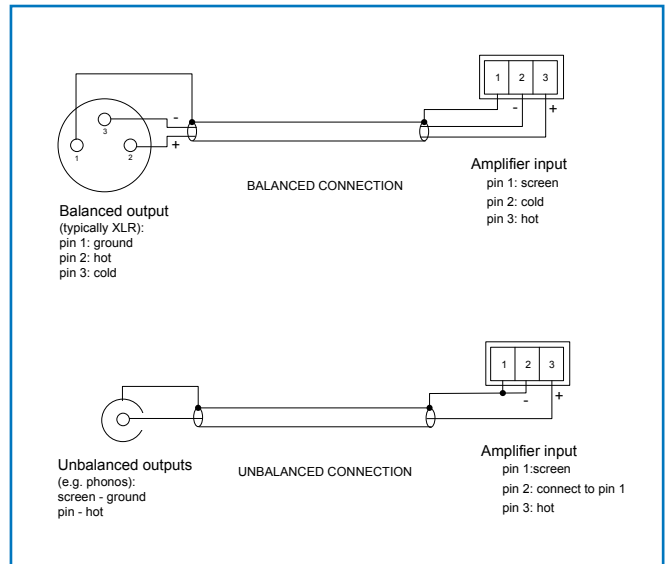 1 2 3
- +
3
1 2
-
+
BALANCED CONNECTION
Amplifier input
pin 1: screen
pin 2: cold
pin 3: hot
Balanced output
(typically XLR):
pin 1: ground
pin 2: hot
pin 3: cold
1 2 3
- +
UNBALANCED CONNECTION
Unbalanced outputs
(e.g. phonos):
screen - ground
pin - hot
Amplifier input
pin 1:screen
pin 2: connect to pin 1
pin 3: hot